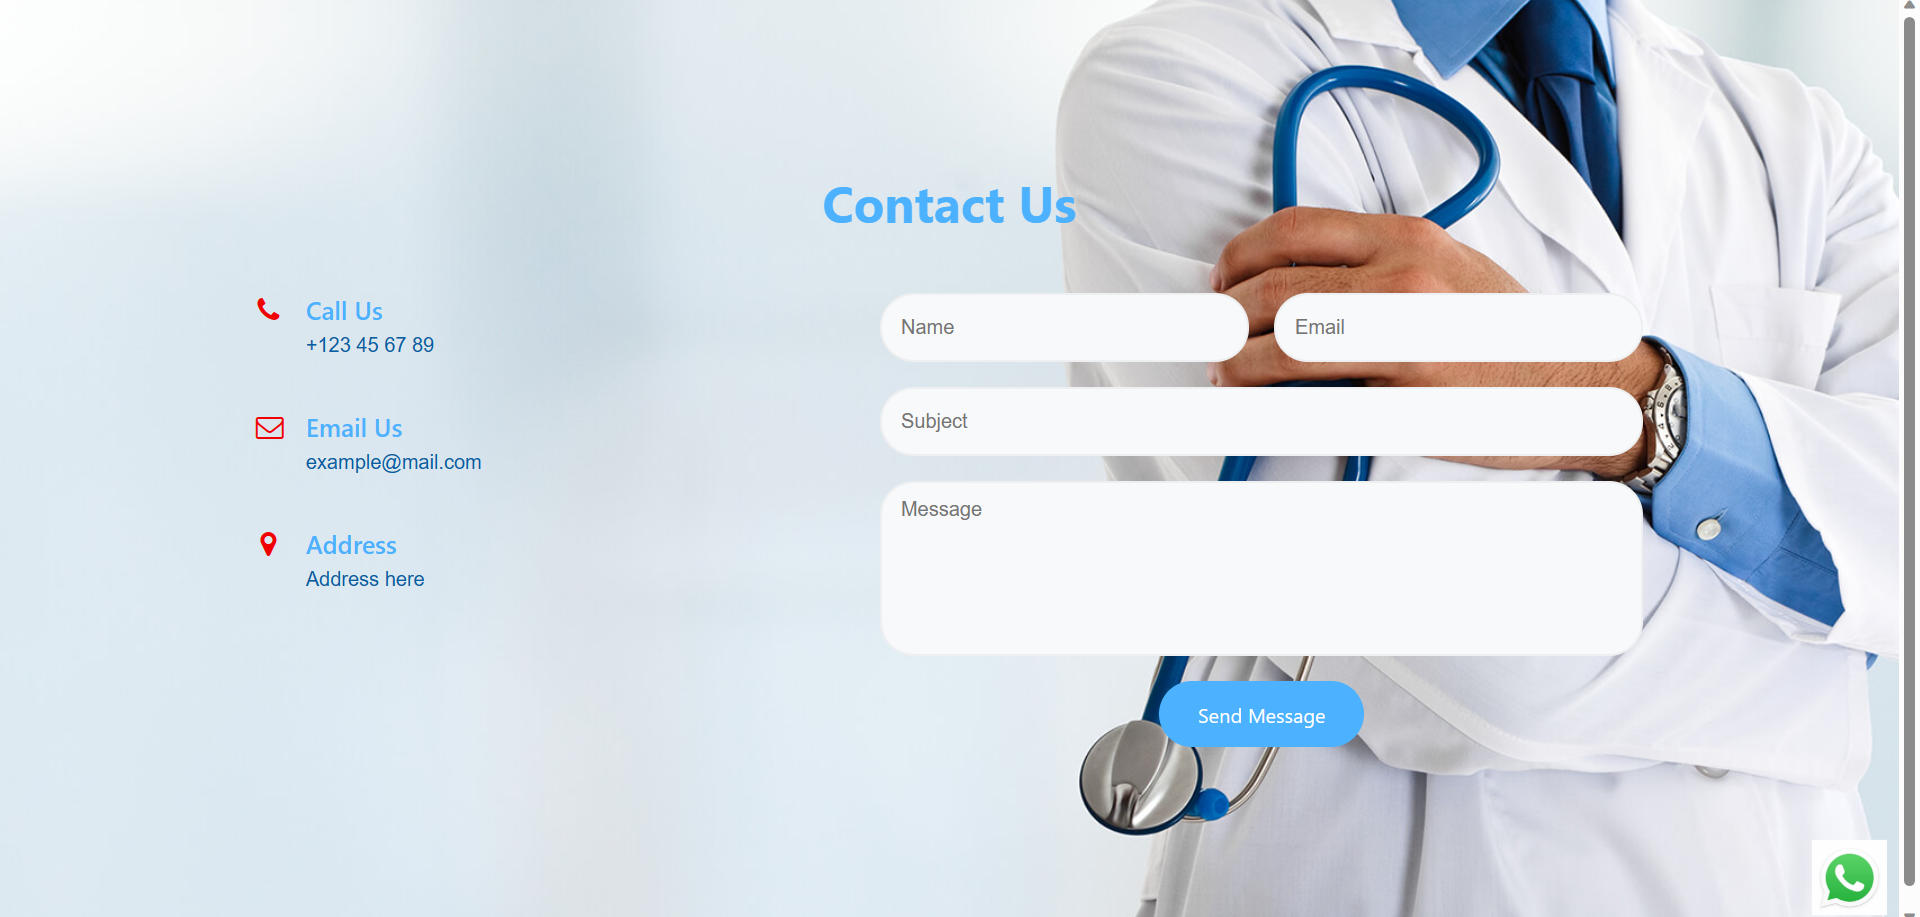 Contact Us
Call Us
+123 45 67 89
Email Us
example@mail.com
Address
Address here
Name
Email
Subject
Message
Send Message